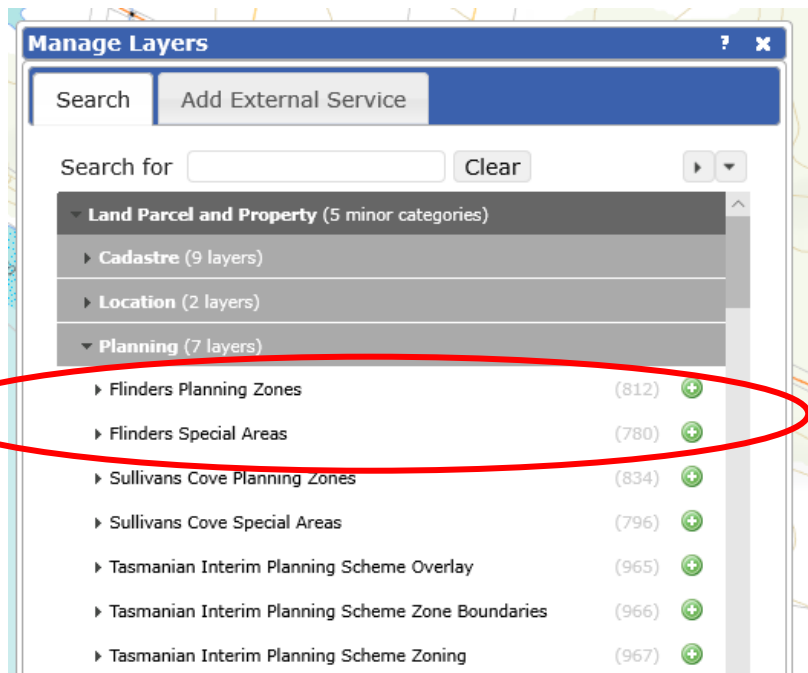 Manage Layers ? x
Search Add External Service
Search for Clear
Land Parcel and Property (5 minor categories)
Cadastre (9 layers)
Location (2 layers)
Planning (7 layers)
Flinders Planning Zones (812)
Flinders Special Areas (780)
Sullivans Cove Planning Zones (834)
Sullivans Cove Special Areas (796)
Tasmanian Interim Planning Scheme Overlay (965)
Tasmanian Interim Planning Scheme Zone Boundaries (966)
Tasmanian Interim Planning Scheme Zoning (967)